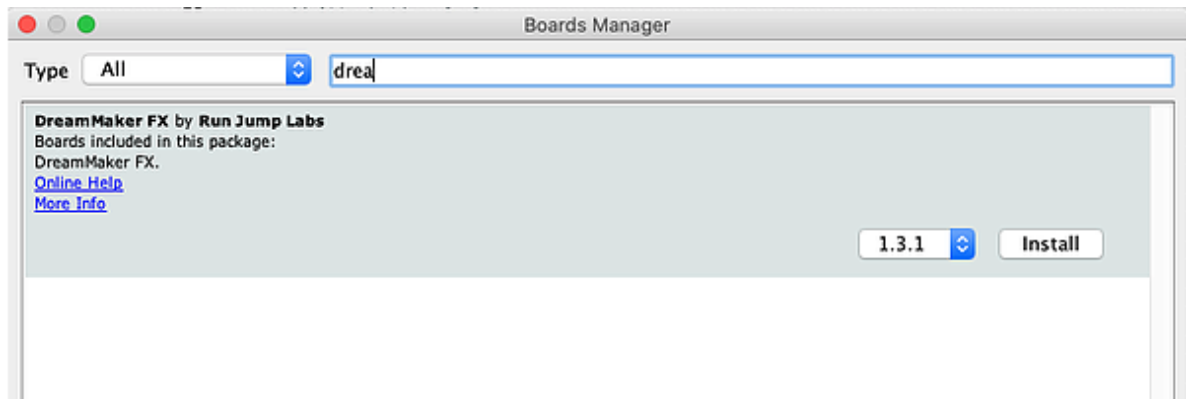 Boards Manager
Type All drea
DreamMaker FX by Run Jump Labs
Boards included in this package:
DreamMaker FX.
Online Help
More Info
1.3.1 Install